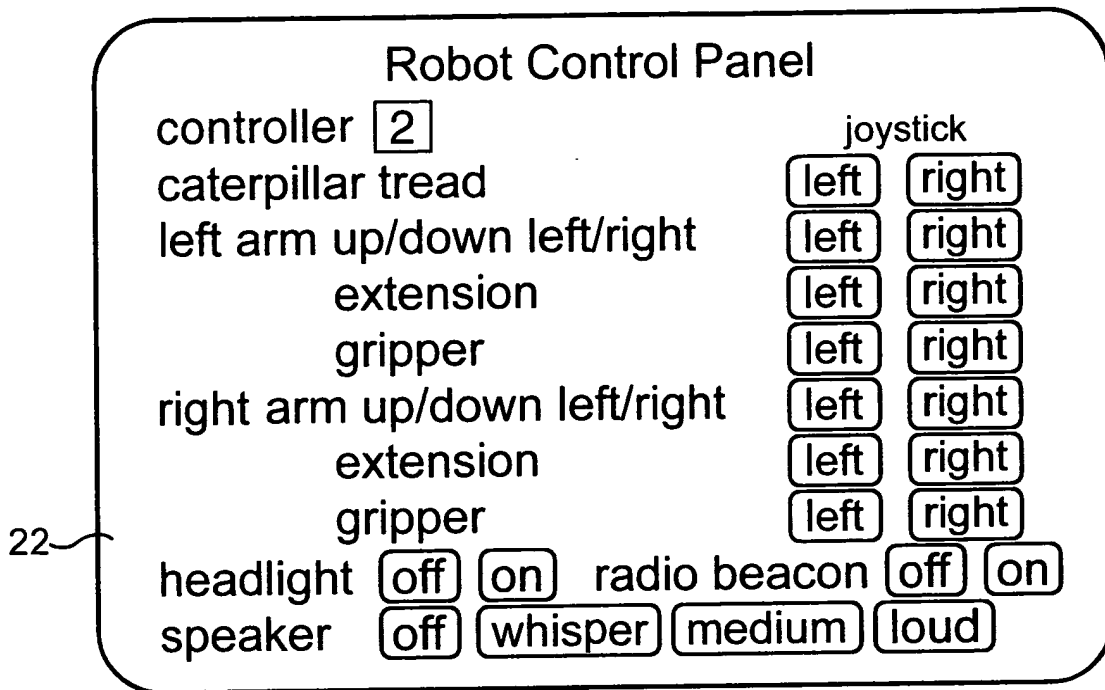 Robot Control Panel
controller 2
joystick
caterpillar tread left right
left arm up/down left/right left right
extension left right
gripper left right
right arm up/down left/right left right
extension left right
gripper left right
22
headlight off on radio beacon off on
speaker off whisper medium loud